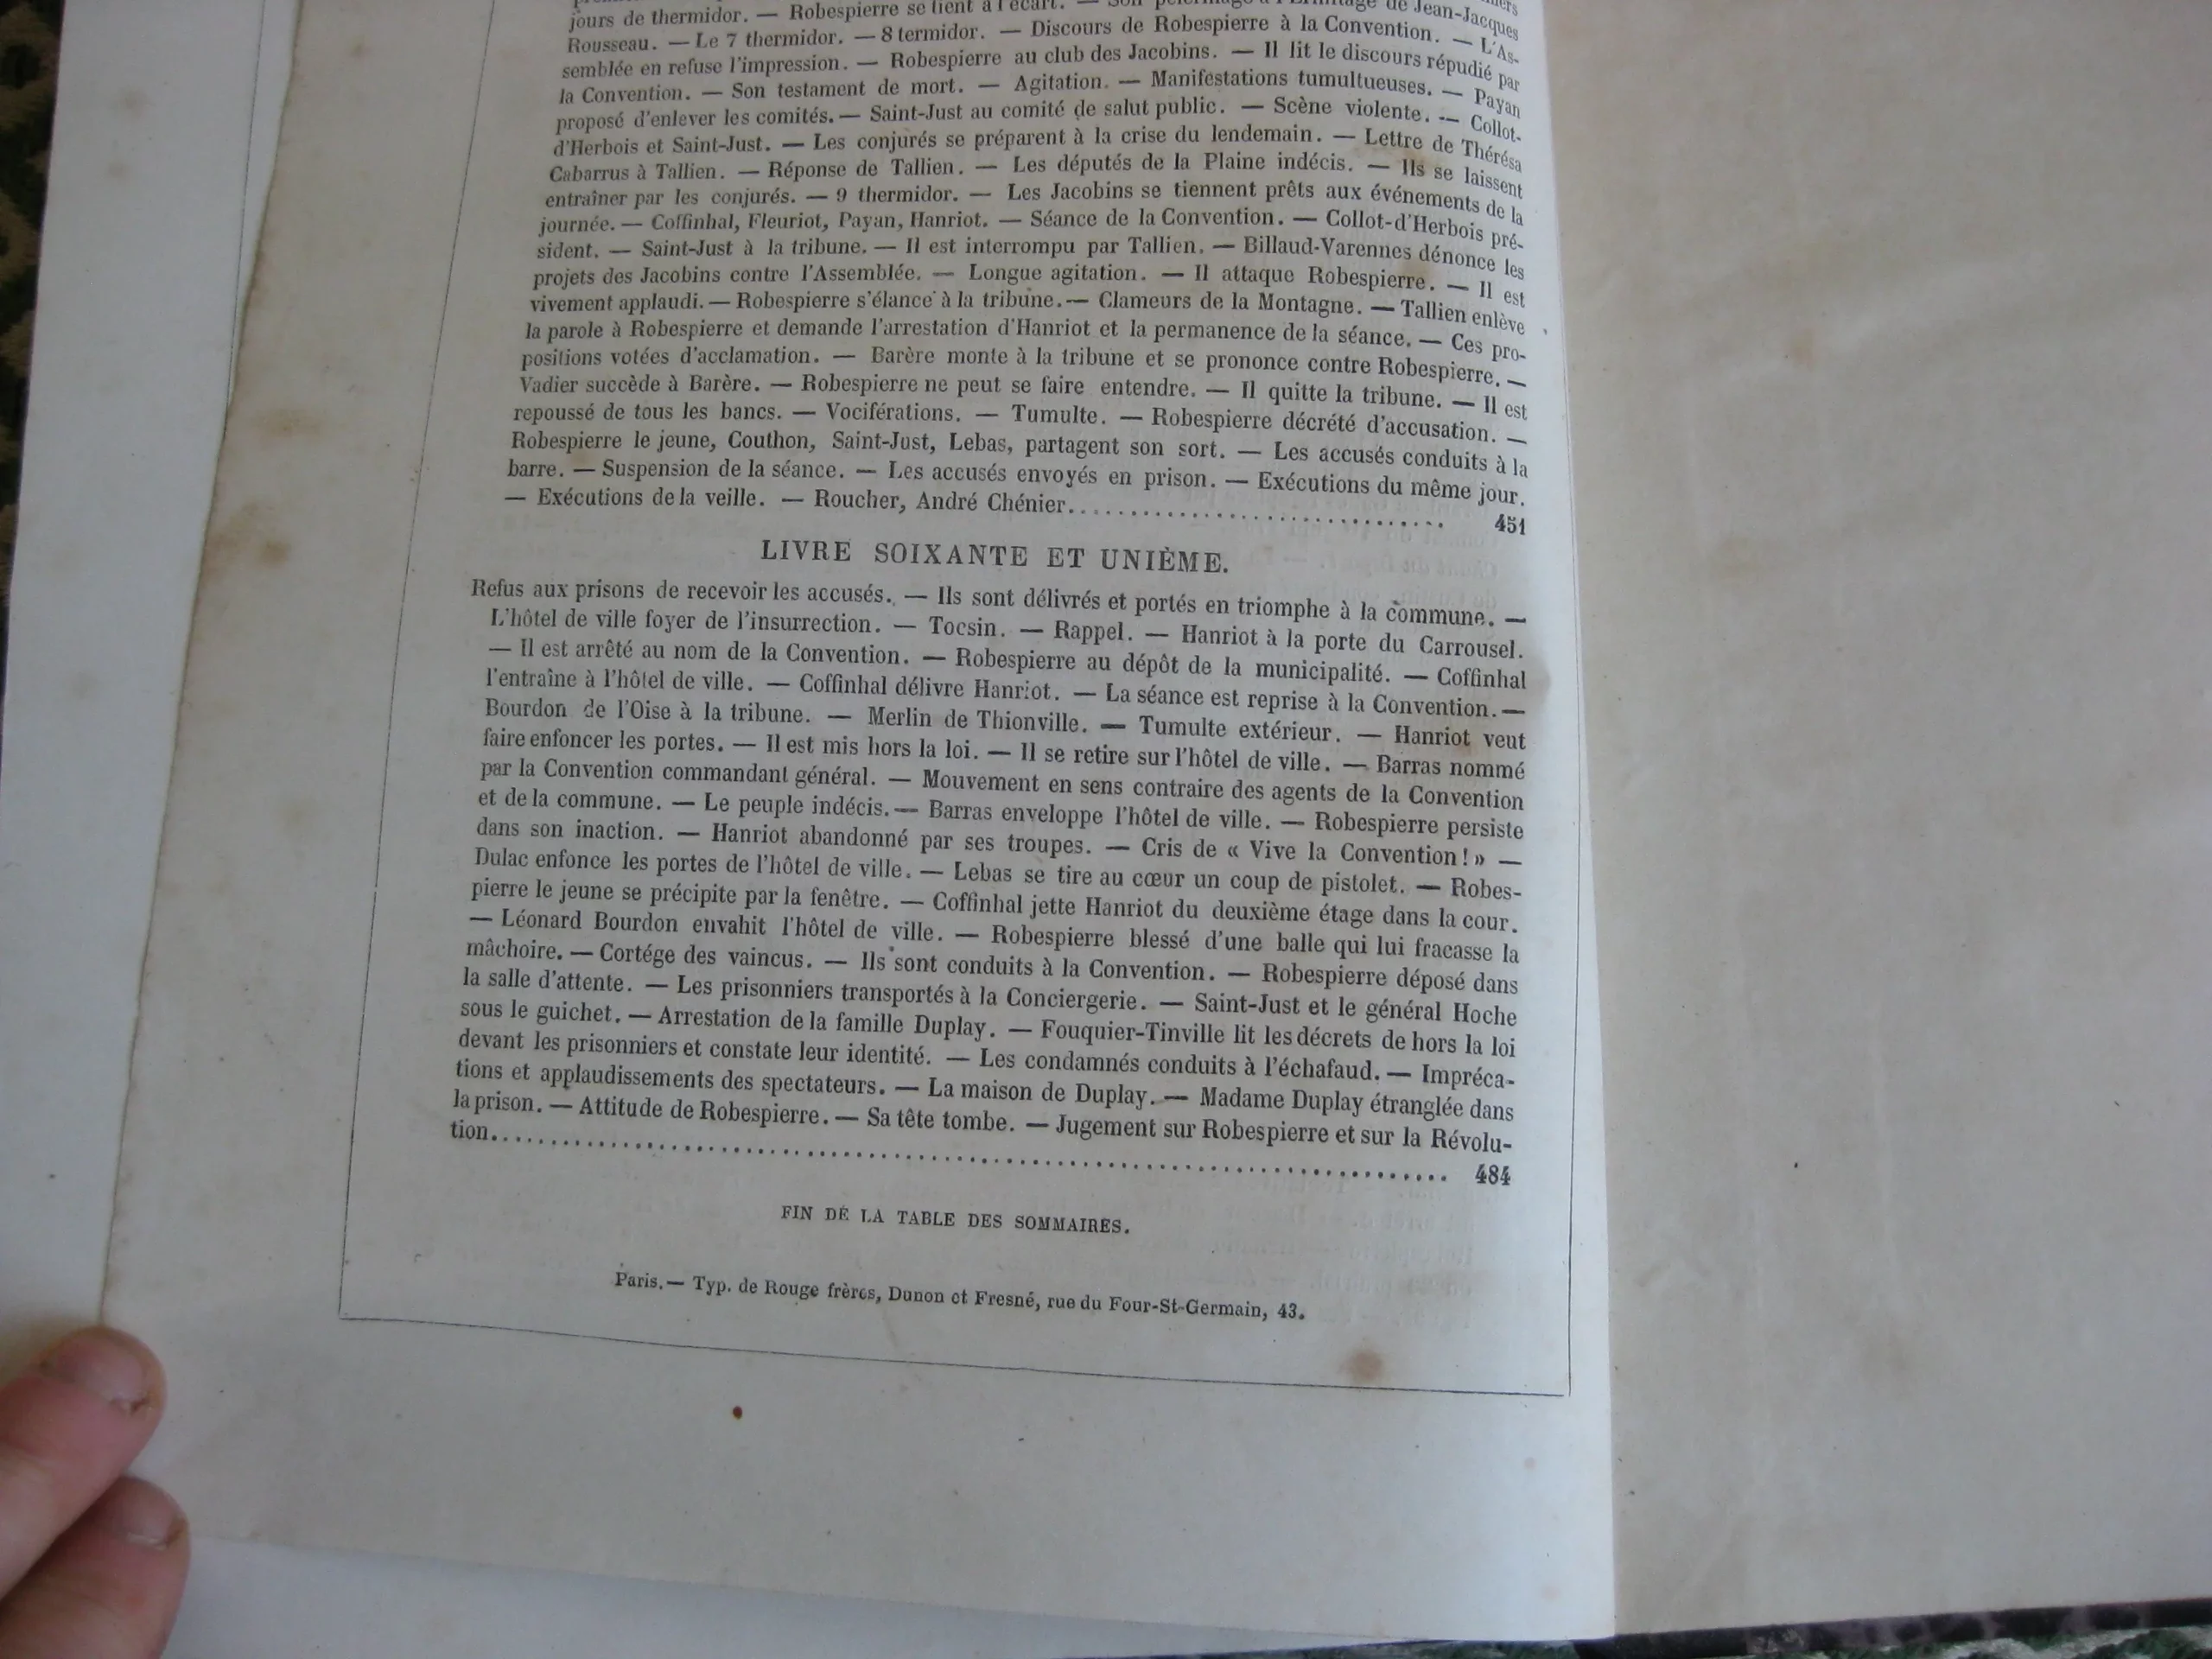 jours de thermidor. — Robespierre se tient à l'écart. — Son pèlerinage à l'Ermitage de Jean-Jacques
Rousseau. — Le 7 thermidor. — 8 termidor. — Discours de Robespierre à la Convention. — L'As-
semblée en refuse l'impression. — Robespierre au club des Jacobins. — Il lit le discours répudié par
la Convention. — Son testament de mort. — Agitation. — Manifestations tumultueuses. — Payan
proposé d'enlever les comités. — Saint-Just au comité de salut public. — Scène violente. — Collot-
d'Herbois et Saint-Just. — Les conjurés se préparent à la crise du lendemain. — Lettre de Thérésa
Cabarrus à Tallien. — Réponse de Tallien. — Les députés de la Plaine indécis. — Ils se laissent
entraîner par les conjurés. — 9 thermidor. — Les Jacobins se tiennent prêts aux événements de la
journée. — Coffinhal, Fleuriot, Payan, Hanriot. — Séance de la Convention. — Collot-d'Herbois pré-
sident. — Saint-Just à la tribune. — Il est interrompu par Tallien. — Billaud-Varennes dénonce les
projets des Jacobins contre l'Assemblée. — Longue agitation. — Il attaque Robespierre. — Il est
vivement applaudi. — Robespierre s'élance à la tribune. — Clameurs de la Montagne. — Tallien enlève
la parole à Robespierre et demande l'arrestation d'Hanriot et la permanence de la séance. — Ces pro-
positions votées d'acclamation. — Barère monte à la tribune et se prononce contre Robespierre. —
Vadier succède à Barère. — Robespierre ne peut se faire entendre. — Il quitte la tribune. — Il est
repoussé de tous les bancs. — Vociférations. — Tumulte. — Robespierre décrété d'accusation. —
Robespierre le jeune, Couthon, Saint-Just, Lebas, partagent son sort. — Les accusés conduits à la
barre. — Suspension de la séance. — Les accusés envoyés en prison. — Exécutions du même jour.
— Exécutions de la veille. — Roucher, André Chénier................................ 451
LIVRE SOIXANTE ET UNIÈME.
Refus aux prisons de recevoir les accusés. — Ils sont délivrés et portés en triomphe à la commune. —
L'hôtel de ville foyer de l'insurrection. — Tocsin. — Rappel. — Hanriot à la porte du Carrousel.
— Il est arrêté au nom de la Convention. — Robespierre au dépôt de la municipalité. — Coffinhal
l'entraîne à l'hôtel de ville. — Coffinhal délivre Hanriot. — La séance est reprise à la Convention. —
Bourdon de l'Oise à la tribune. — Merlin de Thionville. — Tumulte extérieur. — Hanriot veut
faire enfoncer les portes. — Il est mis hors la loi. — Il se retire sur l'hôtel de ville. — Barras nommé
par la Convention commandant général. — Mouvement en sens contraire des agents de la Convention
et de la commune. — Le peuple indécis. — Barras enveloppe l'hôtel de ville. — Robespierre persiste
dans son inaction. — Hanriot abandonné par ses troupes. — Cris de « Vive la Convention ! » —
Dulac enfonce les portes de l'hôtel de ville. — Lebas se tire au cœur un coup de pistolet. — Robes-
pierre le jeune se précipite par la fenêtre. — Coffinhal jette Hanriot du deuxième étage dans la cour.
— Léonard Bourdon envahit l'hôtel de ville. — Robespierre blessé d'une balle qui lui fracasse la
mâchoire. — Cortége des vaincus. — Ils sont conduits à la Convention. — Robespierre déposé dans
la salle d'attente. — Les prisonniers transportés à la Conciergerie. — Saint-Just et le général Hoche
sous le guichet. — Arrestation de la famille Duplay. — Fouquier-Tinville lit les décrets de hors la loi
devant les prisonniers et constate leur identité. — Les condamnés conduits à l'échafaud. — Impréca-
tions et applaudissements des spectateurs. — La maison de Duplay. — Madame Duplay étranglée dans
la prison. — Attitude de Robespierre. — Sa tête tombe. — Jugement sur Robespierre et sur la Révolu-
tion................................................................ 484
FIN DE LA TABLE DES SOMMAIRES.
Paris. — Typ. de Rouge frères, Dunon et Fresné, rue du Four-St-Germain, 43.